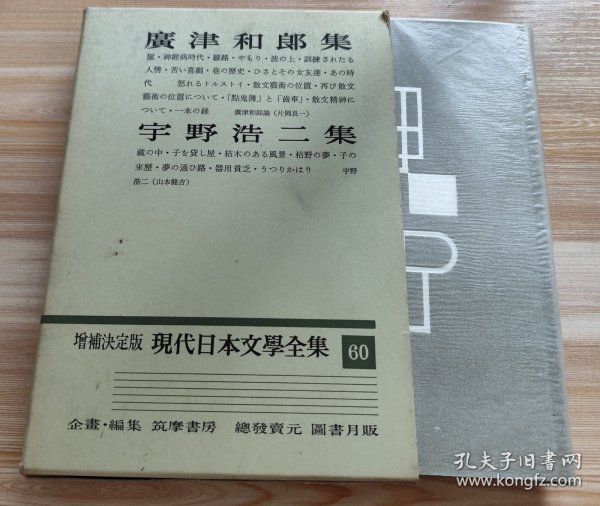 廣津和郎集
崖・神經病時代・線路・やもり・波の上・訓練されたる
人情・苦い喜劇・巷の歴史・ひさとその女友達・あの時
代 怒れるトルストイ・散文藝術の位置・再び散文
藝術の位置について・「點鬼簿」と「齒車」・散文精神に
ついて・一本の絲 廣津和郎論（片岡良一）
宇野浩二集
蔵の中・子を貸し屋・枯木のある風景・枯野の夢・子の
來歷・夢の通ひ路・器用貧乏・うつりかはり 宇野
浩二（山本健吉）
増補決定版 現代日本文學全集 60
企畫・編集 筑摩書房 總發賣元 圖書月販
孔夫子旧书网
www.kongfz.com